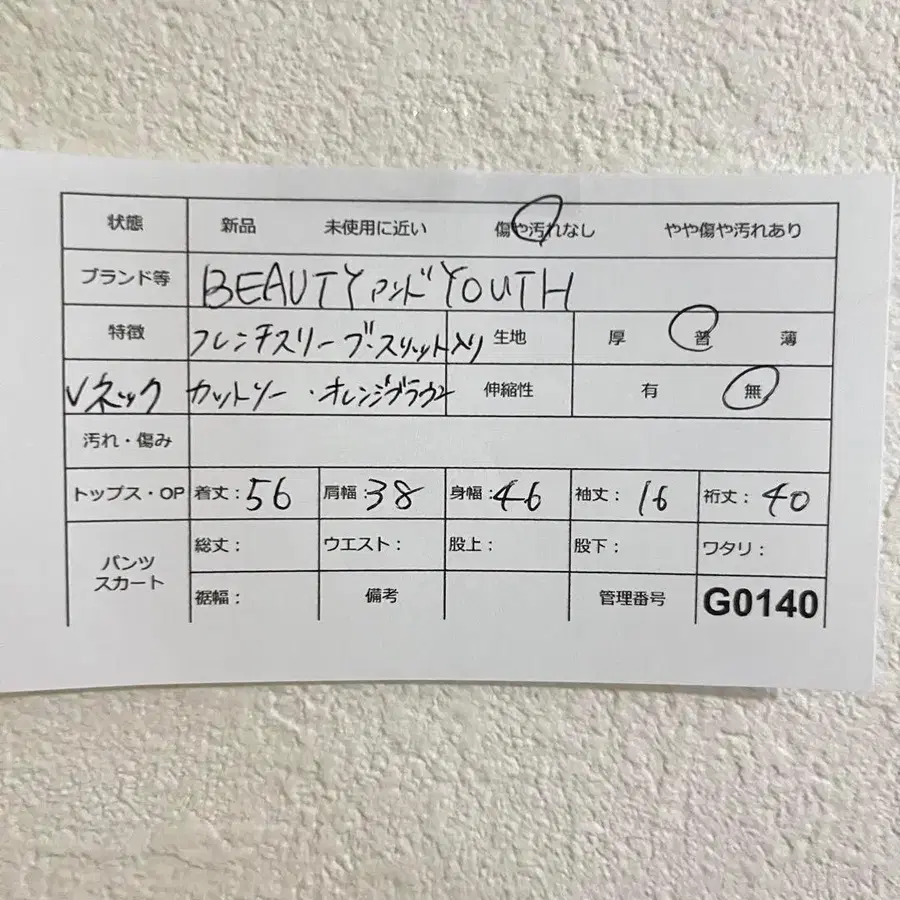 状態 新品 未使用に近い 傷や汚れなし やや傷や汚れあり
ブランド等 BEAUTYアンドYOUTH
特徴 フレンチスリーブ・スリット入り 生地 厚 普 薄
Vネック カットソー・オレンジブラウン 伸縮性 有 無
汚れ・傷み
トップス・OP 着丈:56 肩幅:38 身幅:46 袖丈:16 裄丈:40
パンツ スカート 総丈: ウエスト: 股上: 股下: ワタリ:
裾幅: 備考 管理番号 G0140